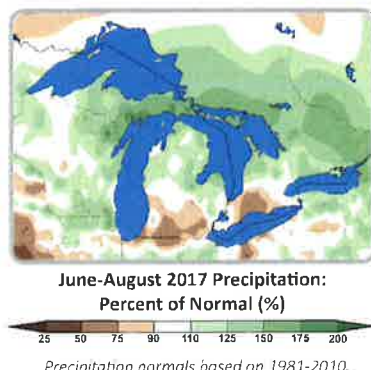 June-August 2017 Precipitation:
Percent of Normal (%)
25 50 75 90 110 125 150 175 200
Precipitation normals based on 1981-2010.